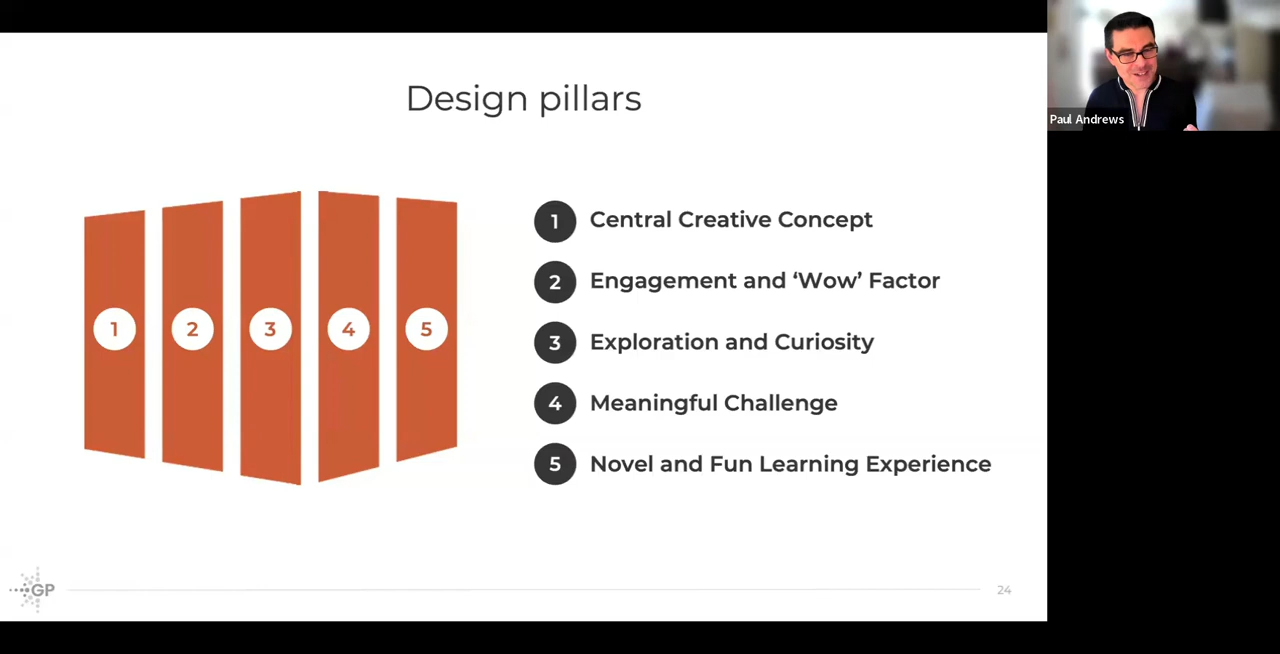 Design pillars
Paul Andrews
1 2 3 4 5
1 Central Creative Concept
2 Engagement and ‘Wow’ Factor
3 Exploration and Curiosity
4 Meaningful Challenge
5 Novel and Fun Learning Experience
GP
24